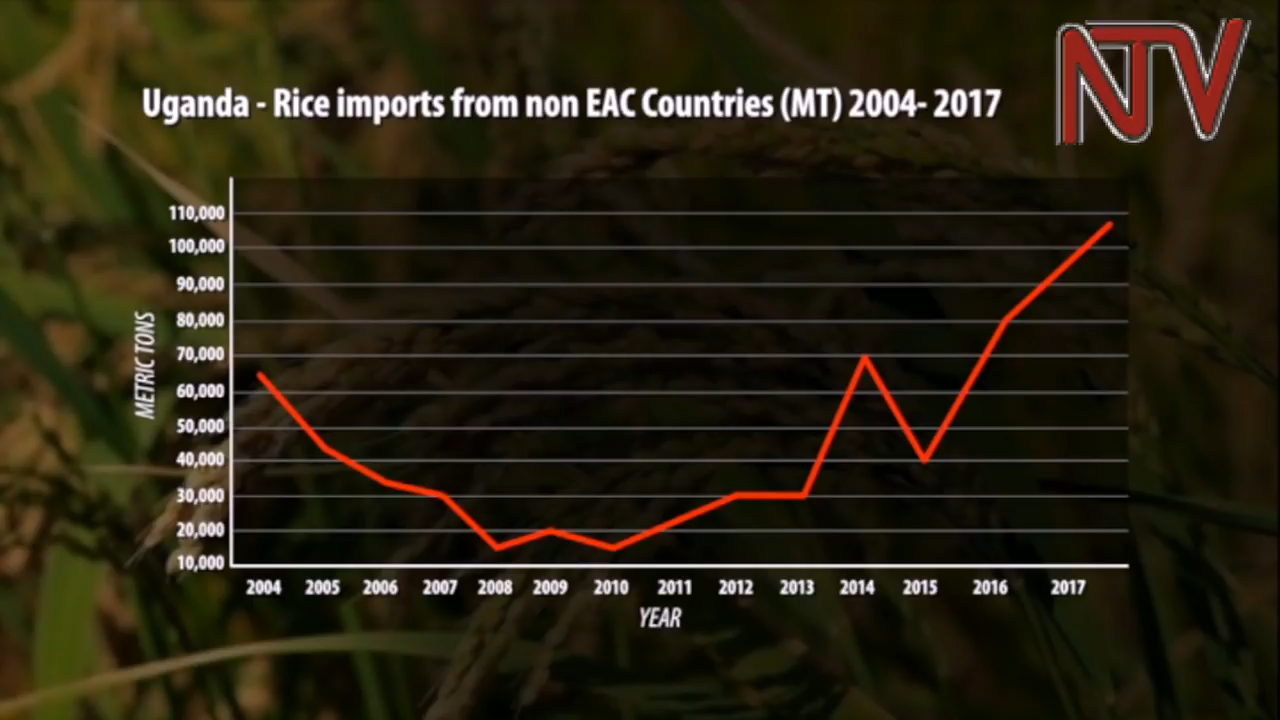 NTV
Uganda - Rice imports from non EAC Countries (MT) 2004- 2017
METRIC TONS
110,000
100,000
90,000
80,000
70,000
60,000
50,000
40,000
30,000
20,000
10,000
2004 2005 2006 2007 2008 2009 2010 2011 2012 2013 2014 2015 2016 2017
YEAR